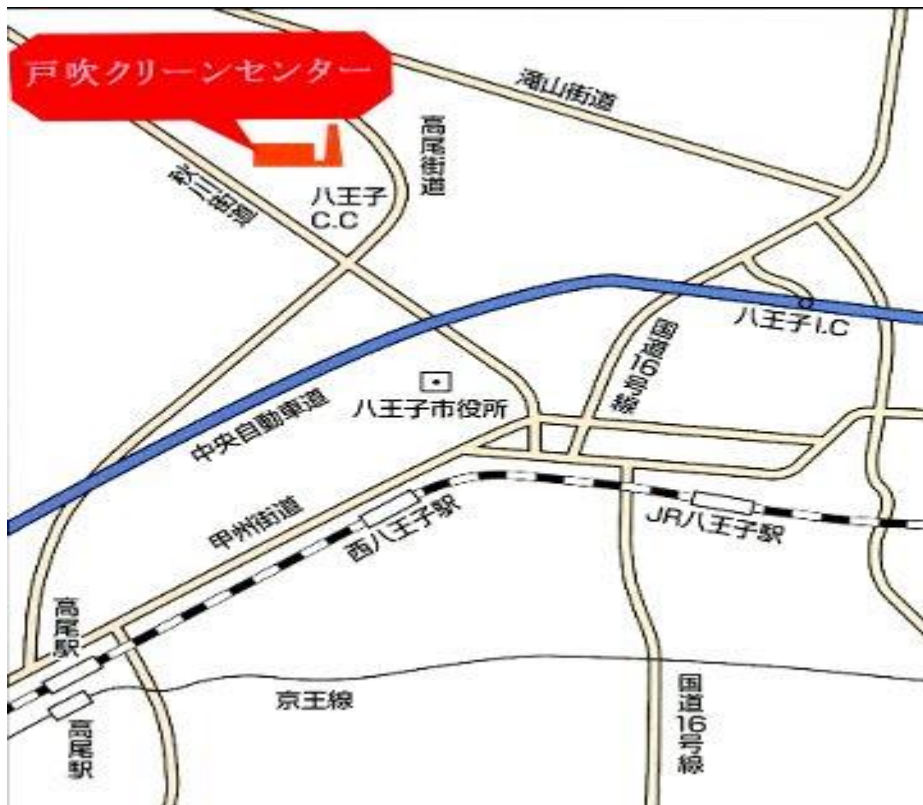 戸吹クリーンセンター
滝山街道
高尾街道
秋川街道
八王子
C.C
八王子I.C
国道16号線
八王子市役所
中央自動車道
甲州街道
西八王子駅
JR八王子駅
高尾駅
京王線
高尾駅
国道16号線